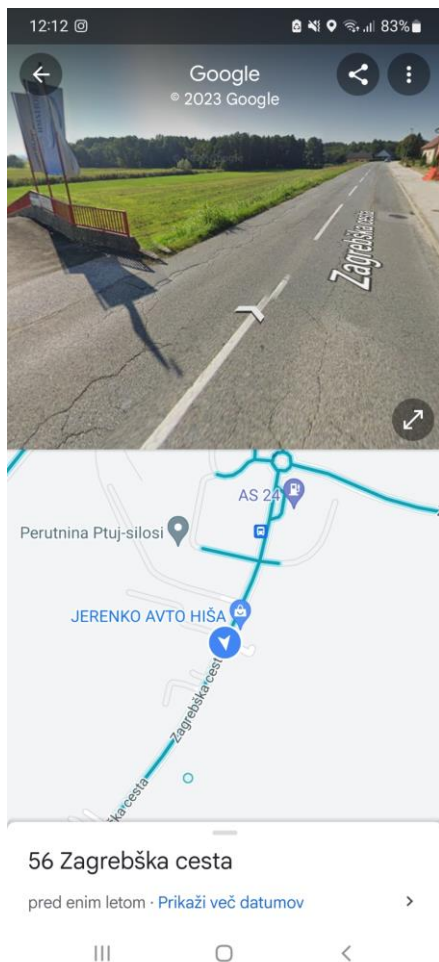 12:12
83%
Google
© 2023 Google
Zagrebška cesta
AS 24
Perutnina Ptuj-silosi
JERENKO AVTO HIŠA
Zagrebška cesta
ka cesta
56 Zagrebška cesta
pred enim letom · Prikaži več datumov